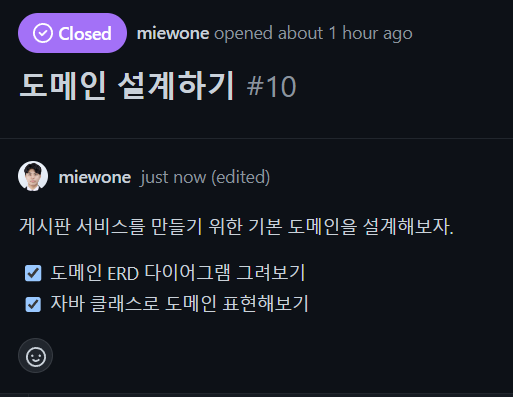 Closed miewone opened about 1 hour ago
도메인 설계하기 #10
miewone just now (edited)
게시판 서비스를 만들기 위한 기본 도메인을 설계해보자.
도메인 ERD 다이어그램 그려보기
자바 클래스로 도메인 표현해보기